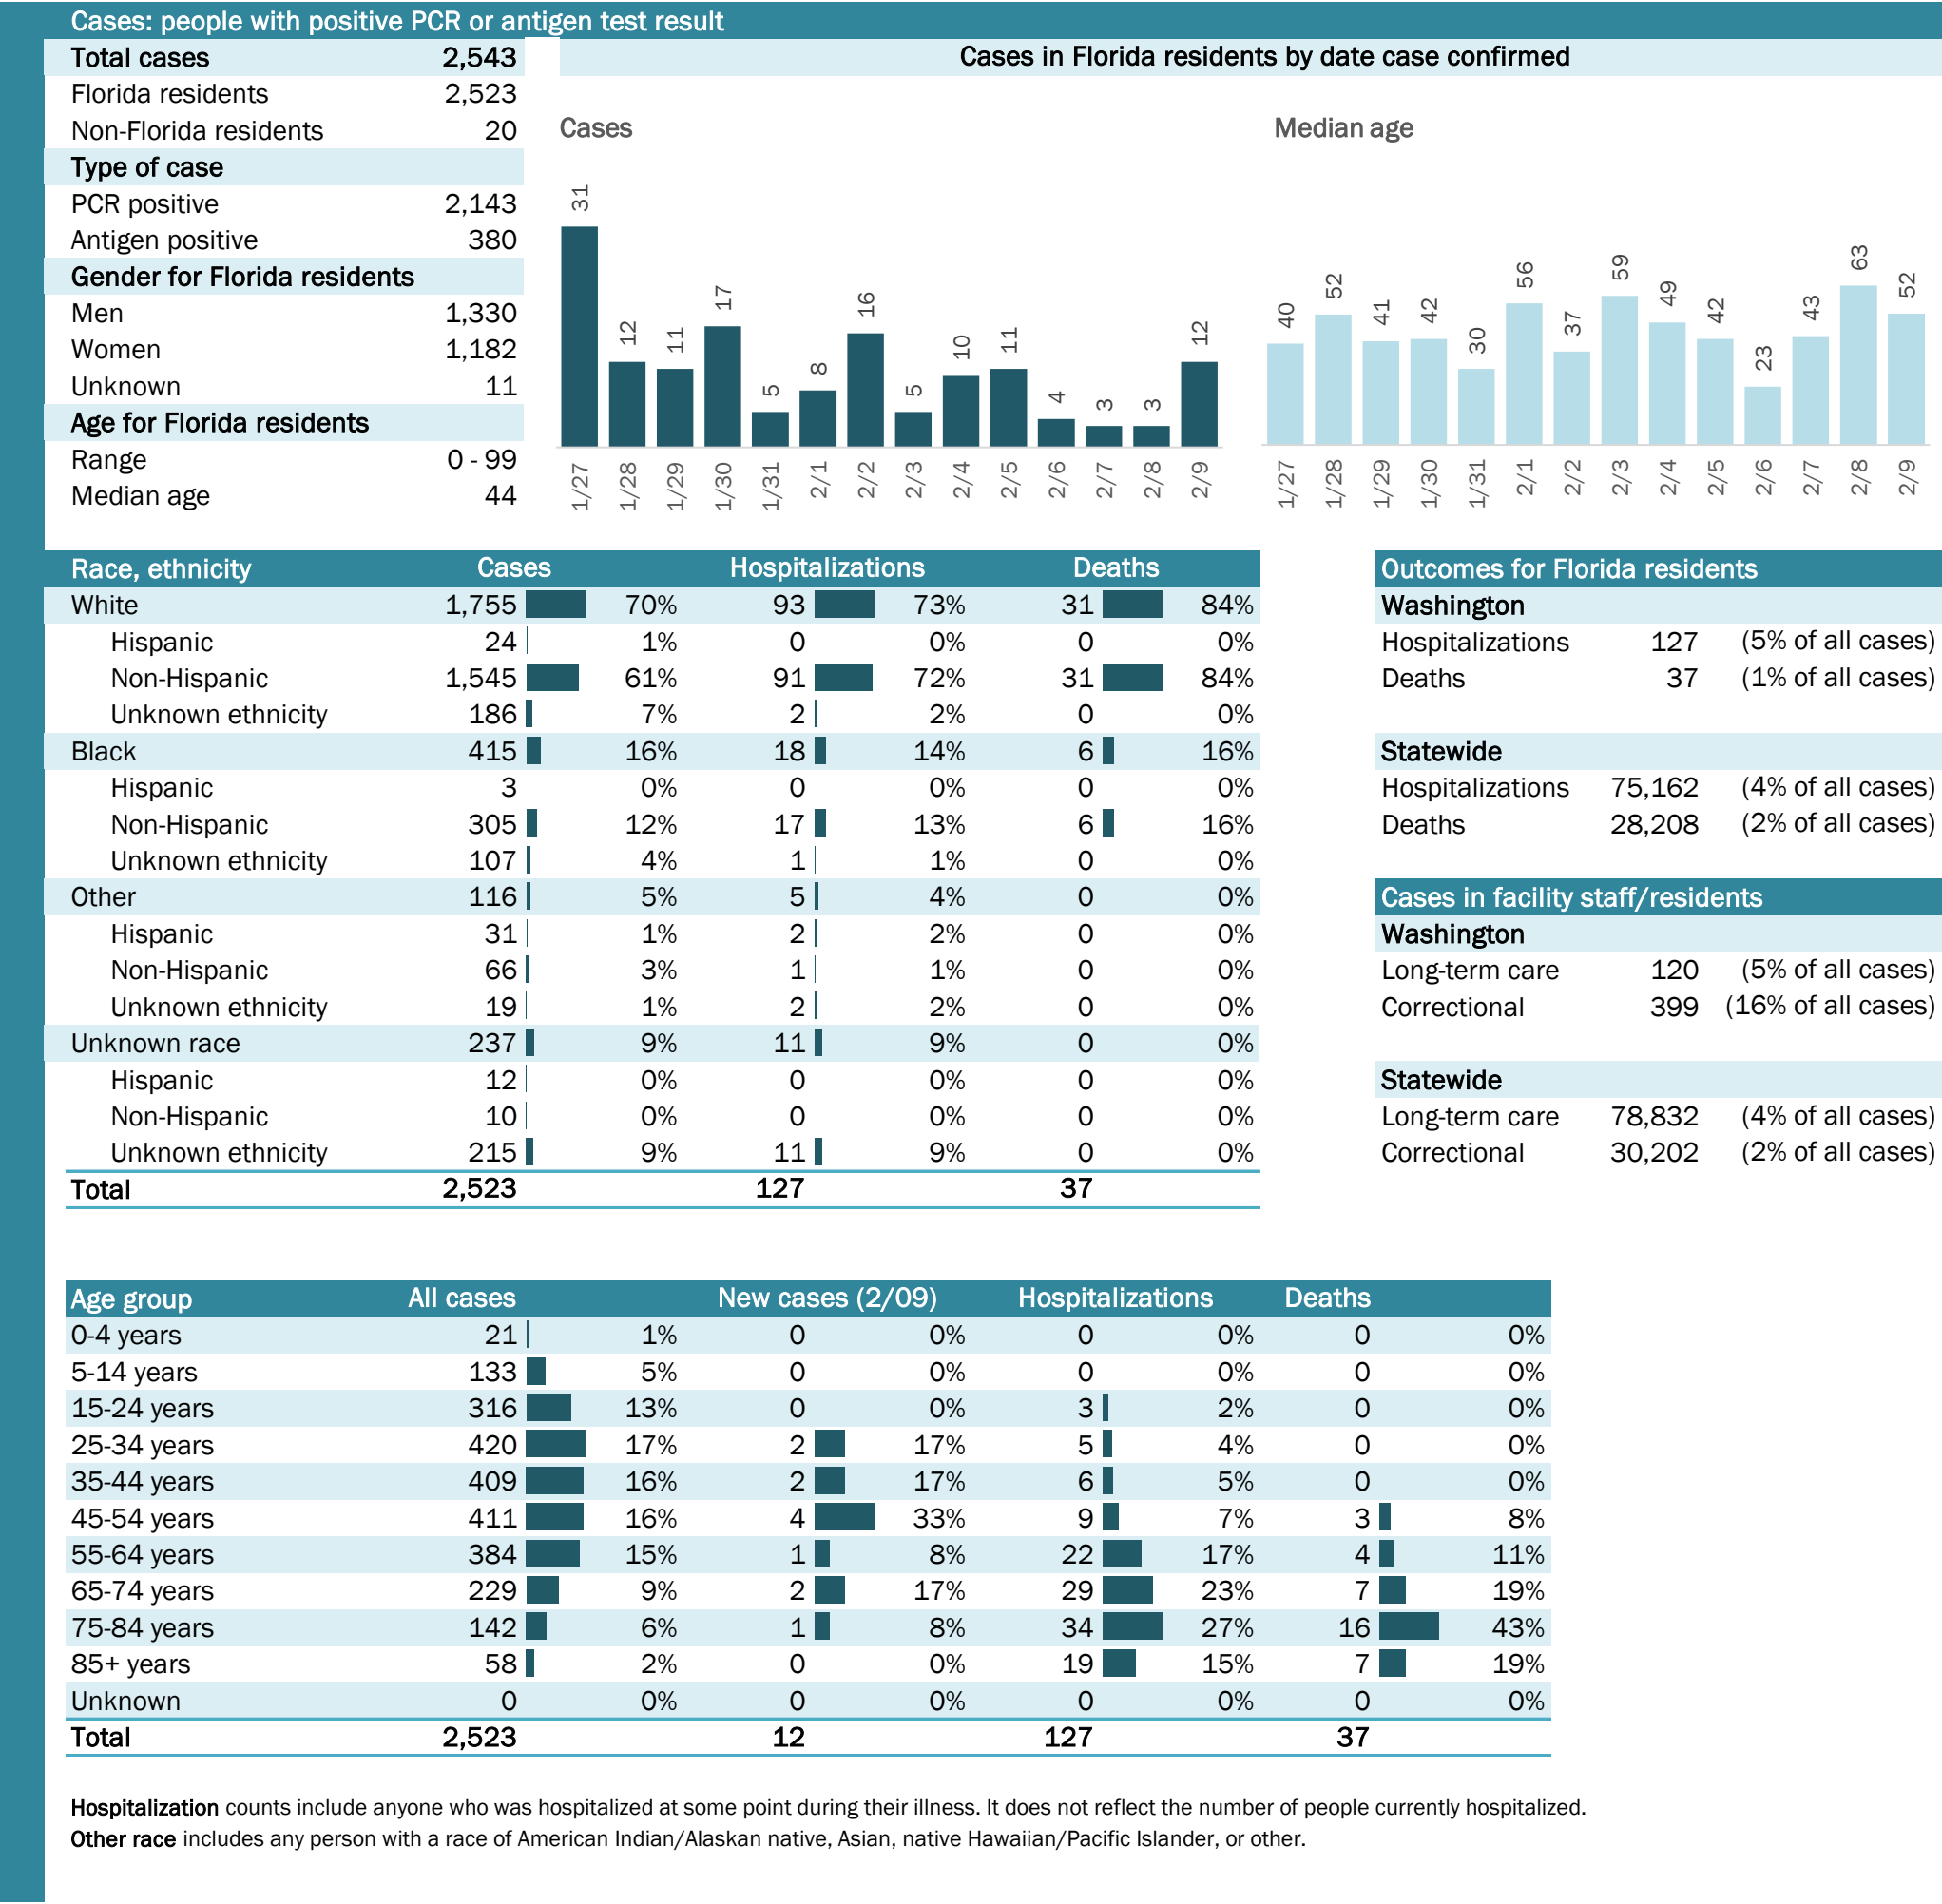 Cases: people with positive PCR or antigen test result
Total cases 2,543
Florida residents 2,523
Non-Florida residents 20
Type of case
PCR positive 2,143
Antigen positive 380
Gender for Florida residents
Men 1,330
Women 1,182
Unknown 11
Age for Florida residents
Range 0 - 99
Median age 44
Cases in Florida residents by date case confirmed
Cases
31 12 11 17 5 8 16 5 10 11 4 3 3 12
1/27 1/28 1/29 1/30 1/31 2/1 2/2 2/3 2/4 2/5 2/6 2/7 2/8 2/9
Median age
40 52 41 42 30 56 37 59 49 42 23 43 63 52
1/27 1/28 1/29 1/30 1/31 2/1 2/2 2/3 2/4 2/5 2/6 2/7 2/8 2/9
Race, ethnicity Cases Hospitalizations Deaths
White 1,755 70% 93 73% 31 84%
Hispanic 24 1% 0 0% 0 0%
Non-Hispanic 1,545 61% 91 72% 31 84%
Unknown ethnicity 186 7% 2 2% 0 0%
Black 415 16% 18 14% 6 16%
Hispanic 3 0% 0 0% 0 0%
Non-Hispanic 305 12% 17 13% 6 16%
Unknown ethnicity 107 4% 1 1% 0 0%
Other 116 5% 5 4% 0 0%
Hispanic 31 1% 2 2% 0 0%
Non-Hispanic 66 3% 1 1% 0 0%
Unknown ethnicity 19 1% 2 2% 0 0%
Unknown race 237 9% 11 9% 0 0%
Hispanic 12 0% 0 0% 0 0%
Non-Hispanic 10 0% 0 0% 0 0%
Unknown ethnicity 215 9% 11 9% 0 0%
Total 2,523 127 37
Outcomes for Florida residents
Washington
Hospitalizations 127 (5% of all cases)
Deaths 37 (1% of all cases)
Statewide
Hospitalizations 75,162 (4% of all cases)
Deaths 28,208 (2% of all cases)
Cases in facility staff/residents
Washington
Long-term care 120 (5% of all cases)
Correctional 399 (16% of all cases)
Statewide
Long-term care 78,832 (4% of all cases)
Correctional 30,202 (2% of all cases)
Age group All cases New cases (2/09) Hospitalizations Deaths
0-4 years 21 1% 0 0% 0 0% 0 0%
5-14 years 133 5% 0 0% 0 0% 0 0%
15-24 years 316 13% 0 0% 3 2% 0 0%
25-34 years 420 17% 2 17% 5 4% 0 0%
35-44 years 409 16% 2 17% 6 5% 0 0%
45-54 years 411 16% 4 33% 9 7% 3 8%
55-64 years 384 15% 1 8% 22 17% 4 11%
65-74 years 229 9% 2 17% 29 23% 7 19%
75-84 years 142 6% 1 8% 34 27% 16 43%
85+ years 58 2% 0 0% 19 15% 7 19%
Unknown 0 0% 0 0% 0 0% 0 0%
Total 2,523 12 127 37
Hospitalization counts include anyone who was hospitalized at some point during their illness. It does not reflect the number of people currently hospitalized.
Other race includes any person with a race of American Indian/Alaskan native, Asian, native Hawaiian/Pacific Islander, or other.